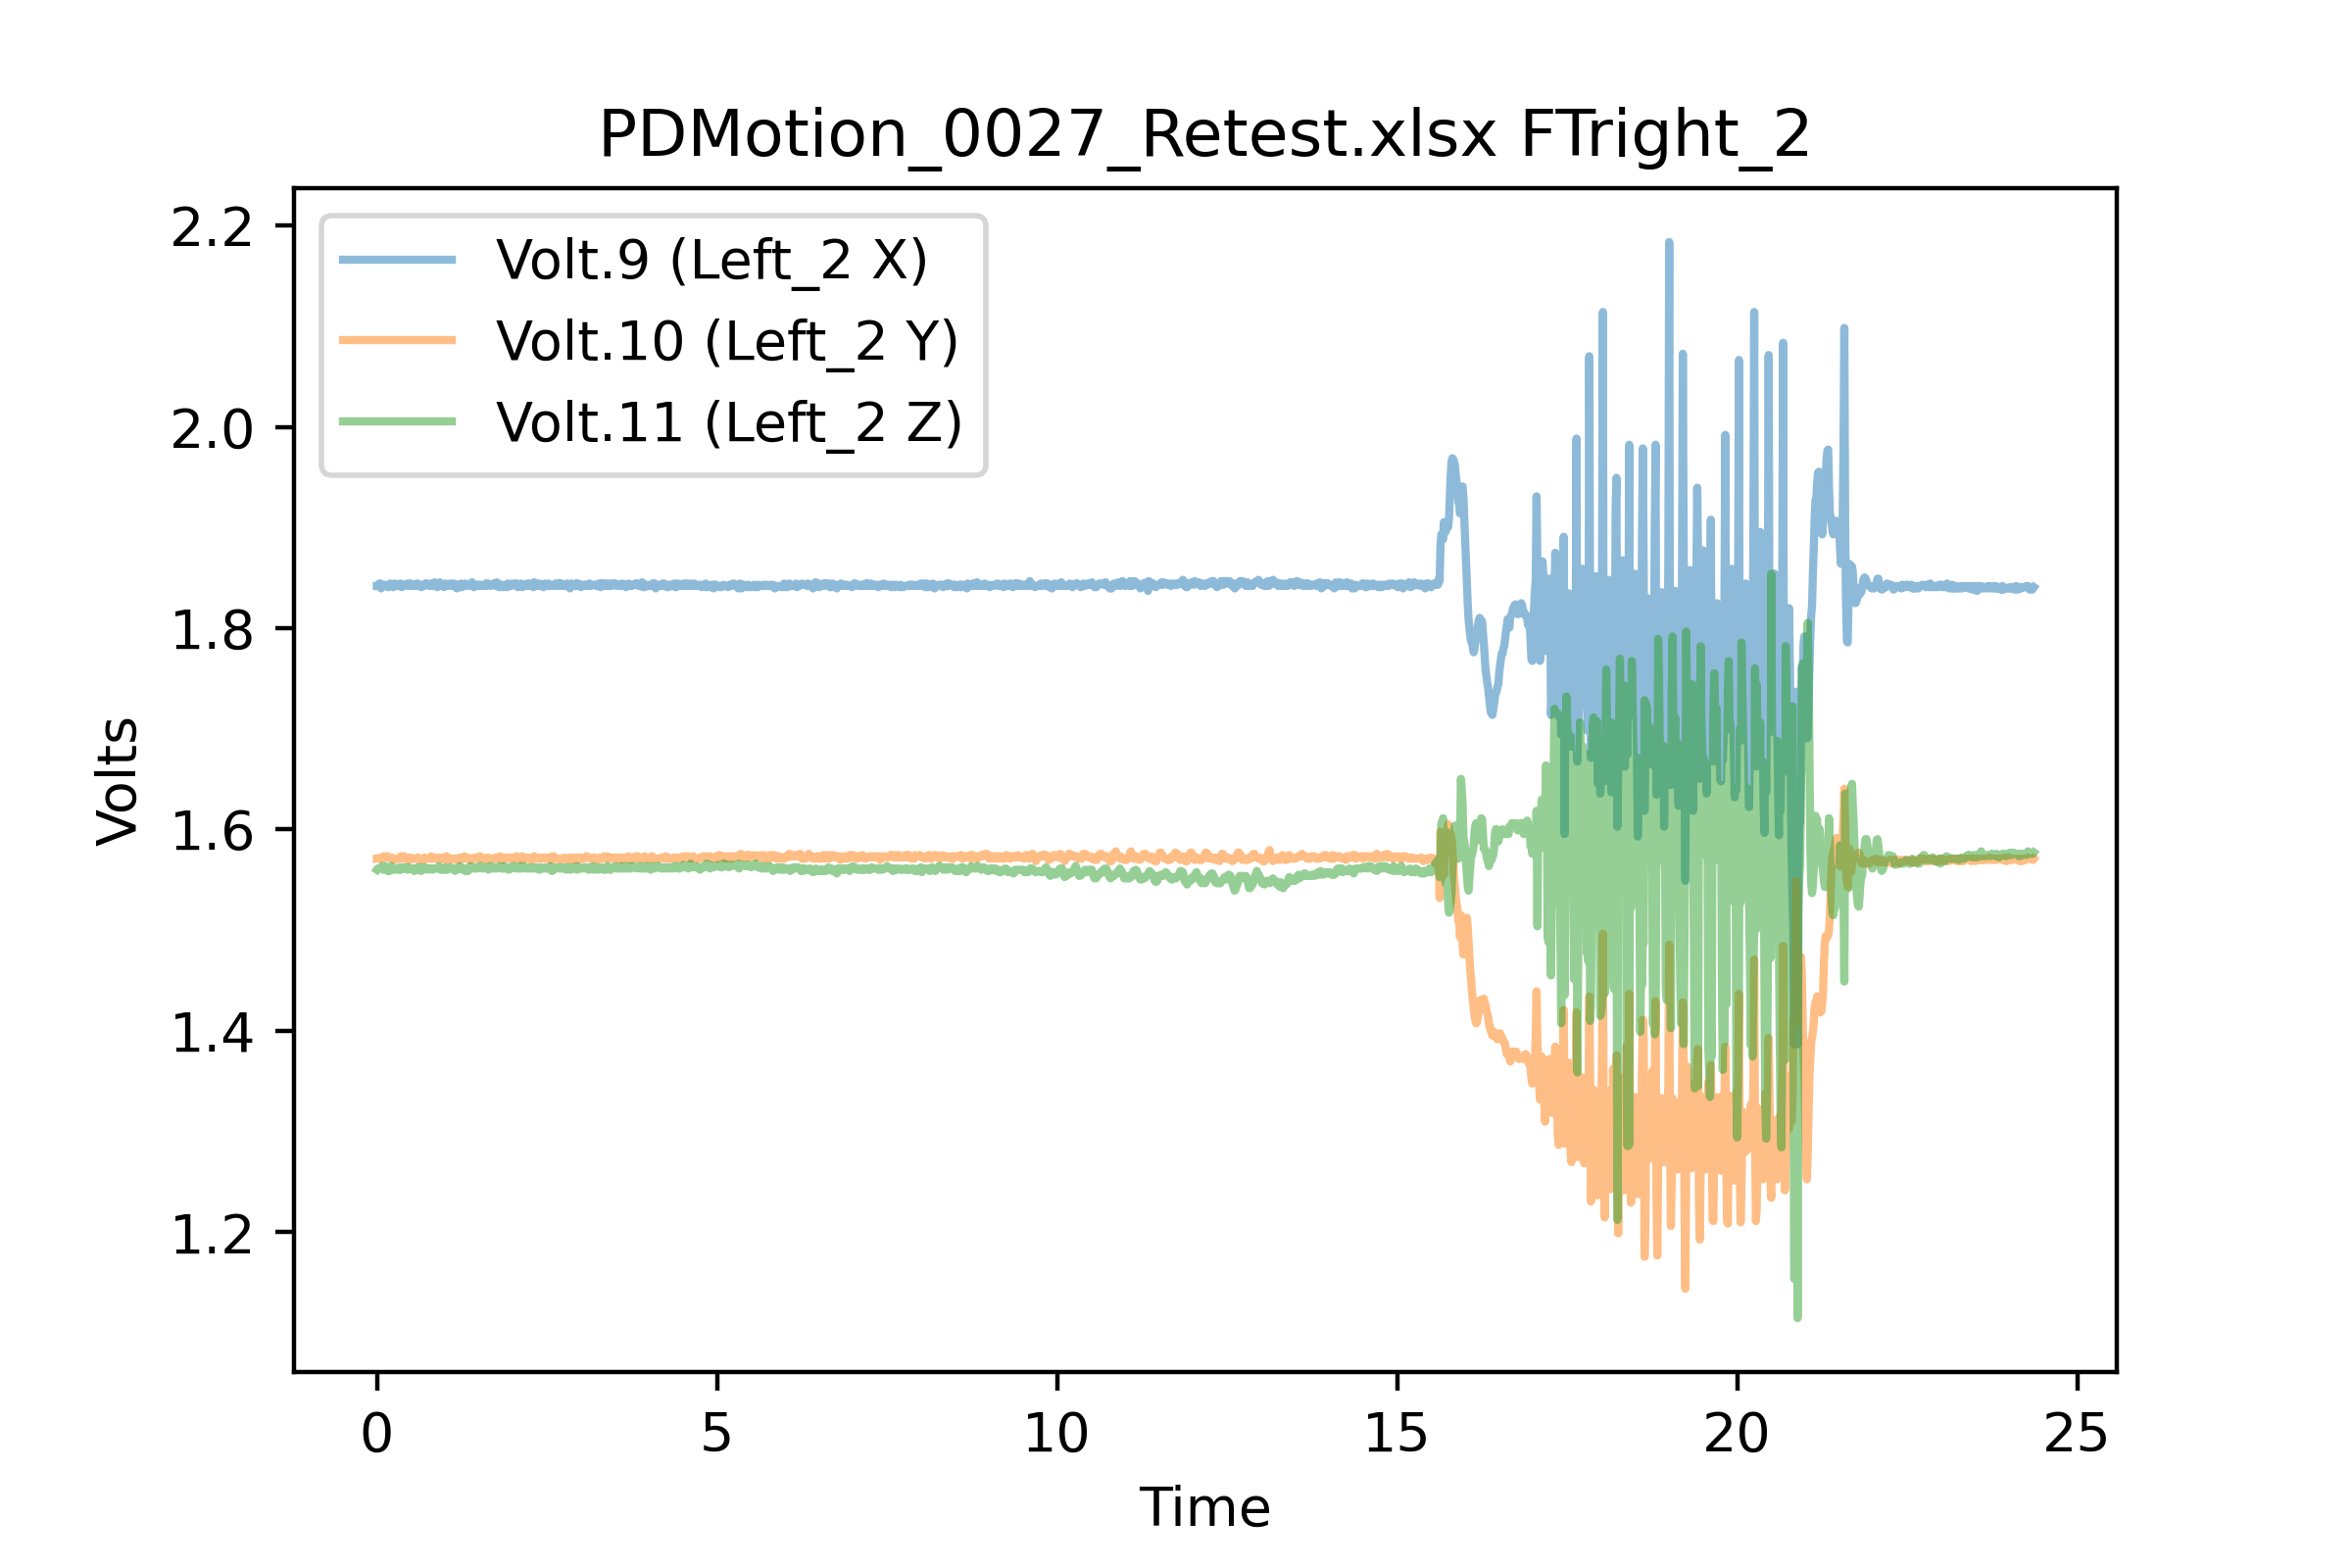 PDMotion_0027_Retest.xlsx FTright_2
Volt.9 (Left_2 X)
Volt.10 (Left_2 Y)
Volt.11 (Left_2 Z)
2.2
2.0
1.8
1.6
1.4
1.2
Volts
0 5 10 15 20 25
Time